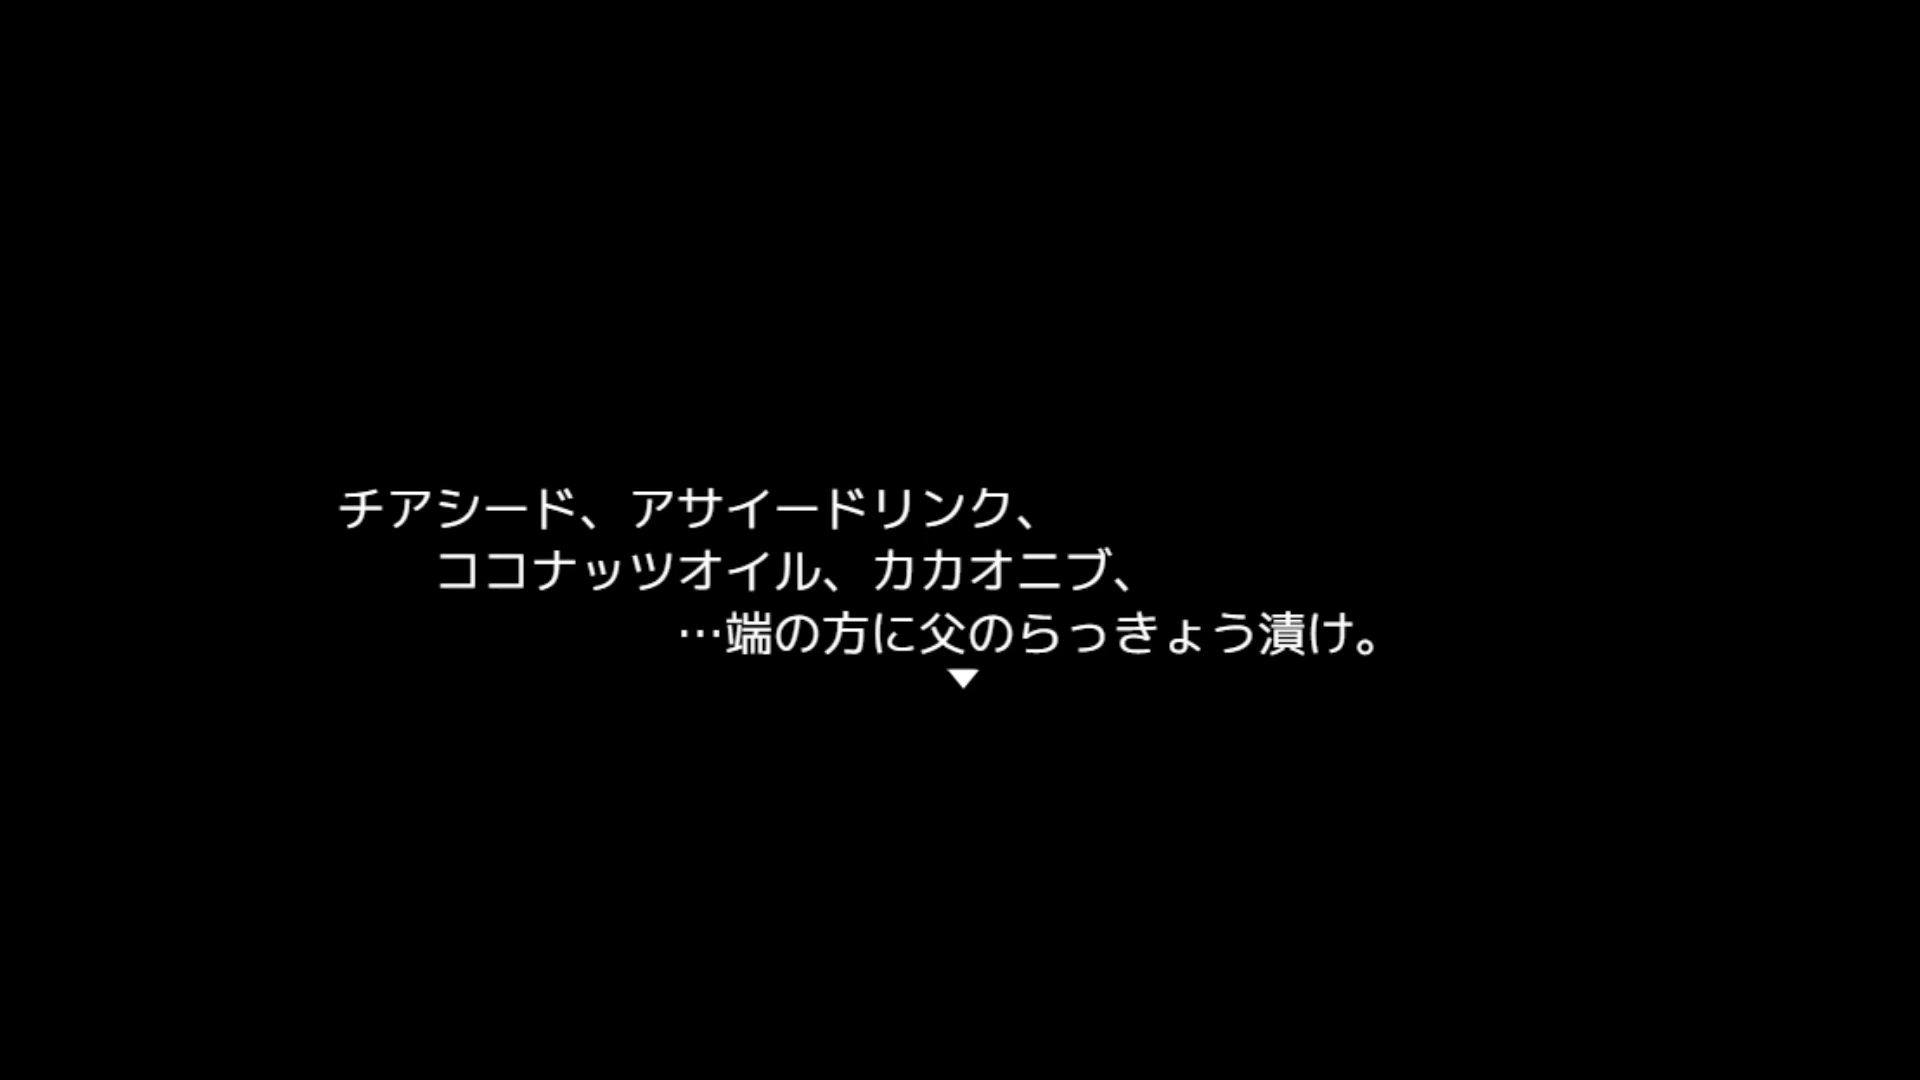 チアシード、アサイードリンク、
ココナッツオイル、カカオニブ、
…端の方に父のらっきょう漬け。